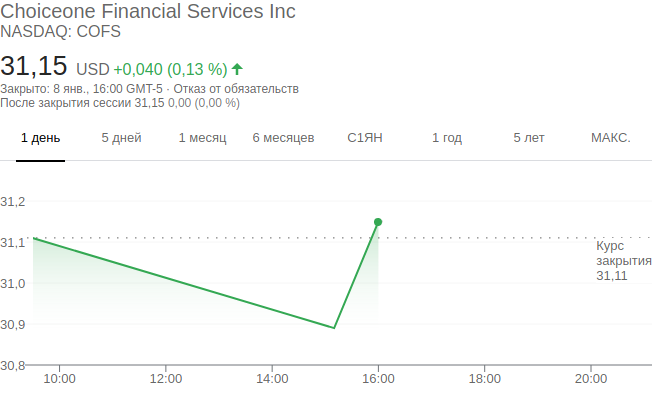 Choiceone Financial Services Inc
NASDAQ: COFS
31,15 USD +0,040 (0,13 %)
Закрыто: 8 янв., 16:00 GMT-5 · Отказ от обязательств
После закрытия сессии 31,15 0,00 (0,00 %)
1 день 5 дней 1 месяц 6 месяцев С1ЯН 1 год 5 лет МАКС.
31,2
31,1
Курс
закрытия
31,11
31,0
30,9
30,8
10:00 12:00 14:00 16:00 18:00 20:00